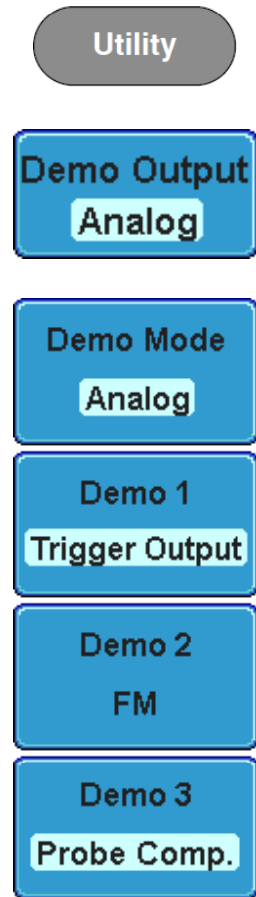 Utility
Demo Output
Analog
Demo Mode
Analog
Demo 1
Trigger Output
Demo 2
FM
Demo 3
Probe Comp.